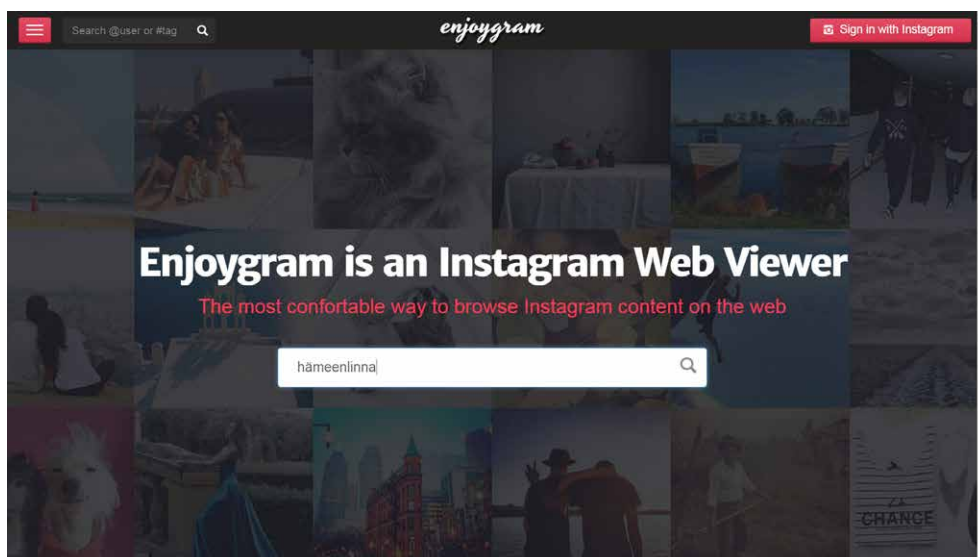 Search @user or #tag
enjoygram
Sign in with Instagram
Enjoygram is an Instagram Web Viewer
The most confortable way to browse Instagram content on the web
hämeenlinna
CHANGE